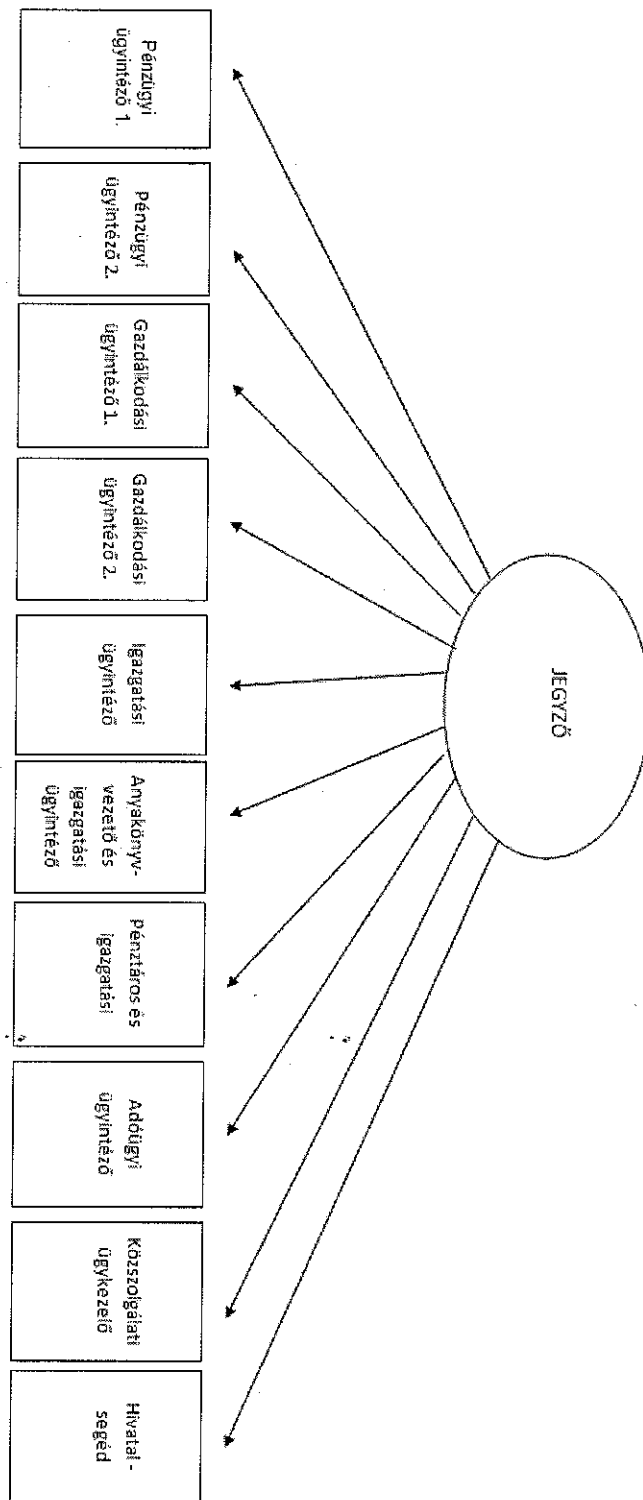 JEGYZŐ
Pénzügyi
ügyintéző 1.
Pénzügyi
ügyintéző 2.
Gazdálkodási
ügyintéző 1.
Gazdálkodási
ügyintéző 2.
Igazgatási
ügyintéző
Anyakönyv-
vezető és
igazgatási
ügyintéző
Pénztáros és
igazgatási
Adóügyi
ügyintéző
Közszolgálati
ügykezelő
Hivatal -
segéd